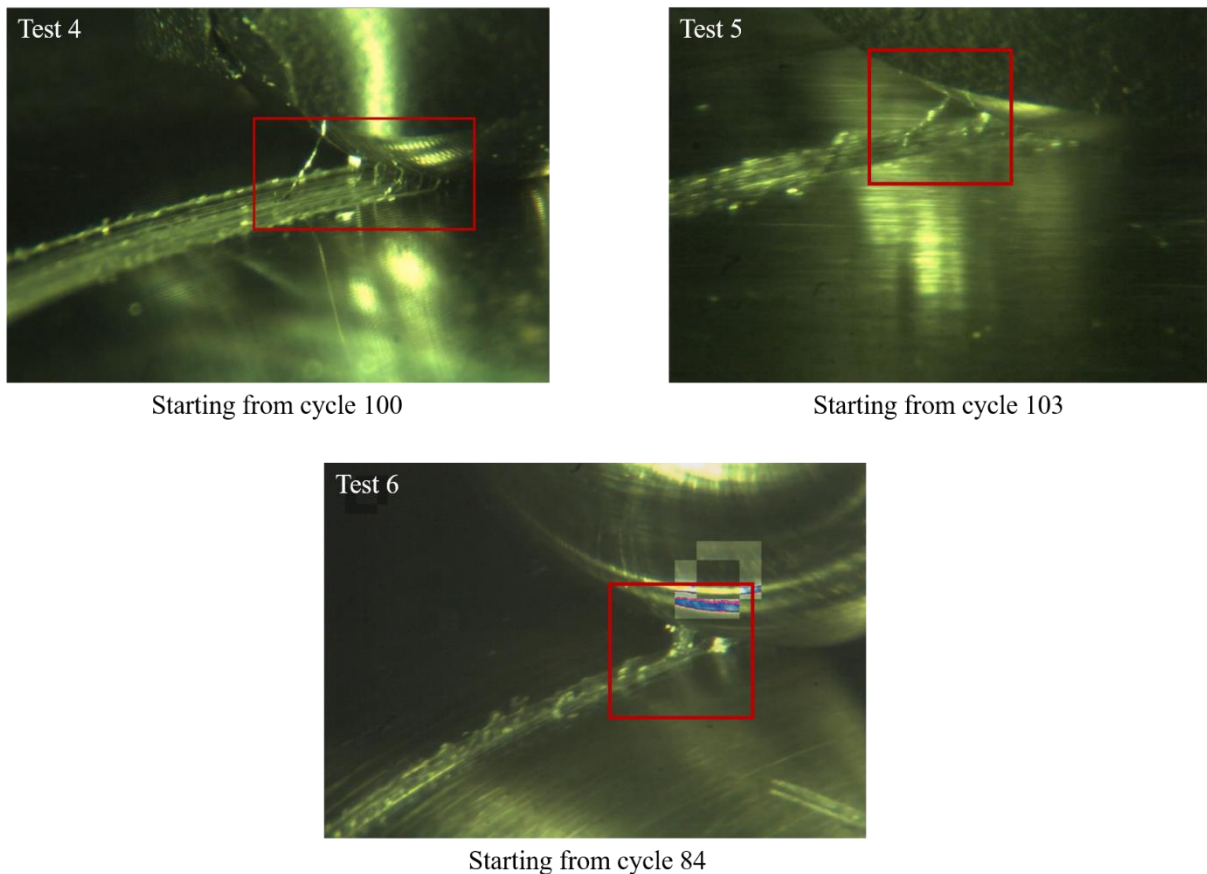 Test 4
Test 5
Starting from cycle 100
Starting from cycle 103
Test 6
Starting from cycle 84